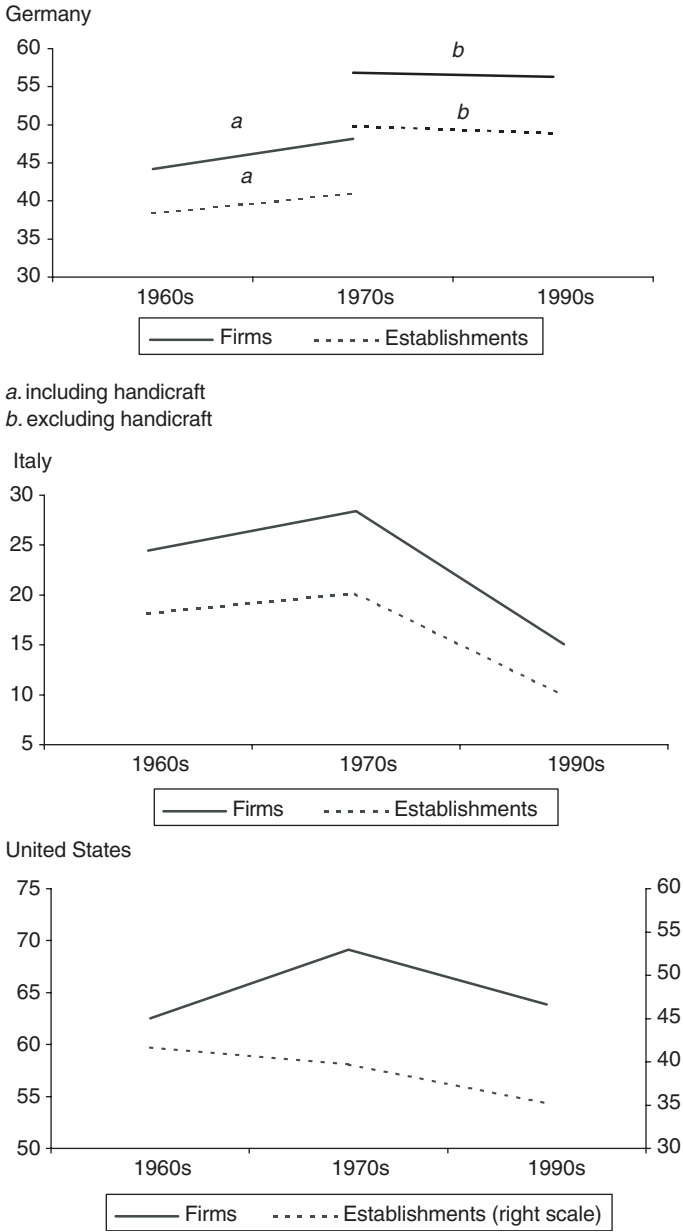 Germany
60
55
50
45
40
35
30
a
a
b
b
1960s 1970s 1990s
Firms Establishments
a. including handicraft
b. excluding handicraft
Italy
30
25
20
15
10
5
1960s 1970s 1990s
Firms Establishments
United States
75
70
65
60
55
50
60
55
50
45
40
35
30
1960s 1970s 1990s
Firms Establishments (right scale)